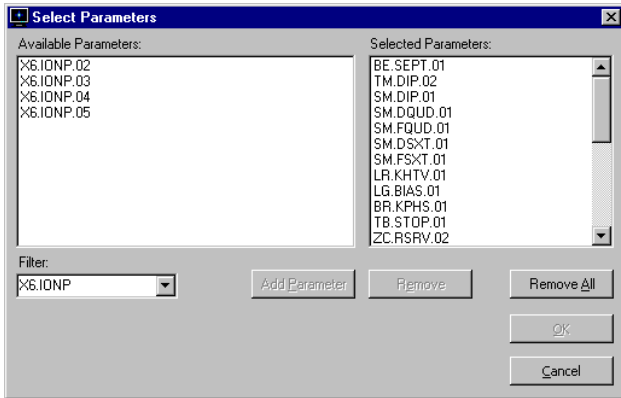 Select Parameters
Available Parameters:
X6.IONP.02
X6.IONP.03
X6.IONP.04
X6.IONP.05
Selected Parameters:
BE.SEPT.01
TM.DIP.02
SM.DIP.01
SM.DQUD.01
SM.FQUD.01
SM.DSXT.01
SM.FSXT.01
LR.KHTV.01
LG.BIAS.01
BR.KPHS.01
TB.STOP.01
ZC.RSRV.02
Filter:
X6.IONP
Add Parameter
Remove
Remove All
OK
Cancel